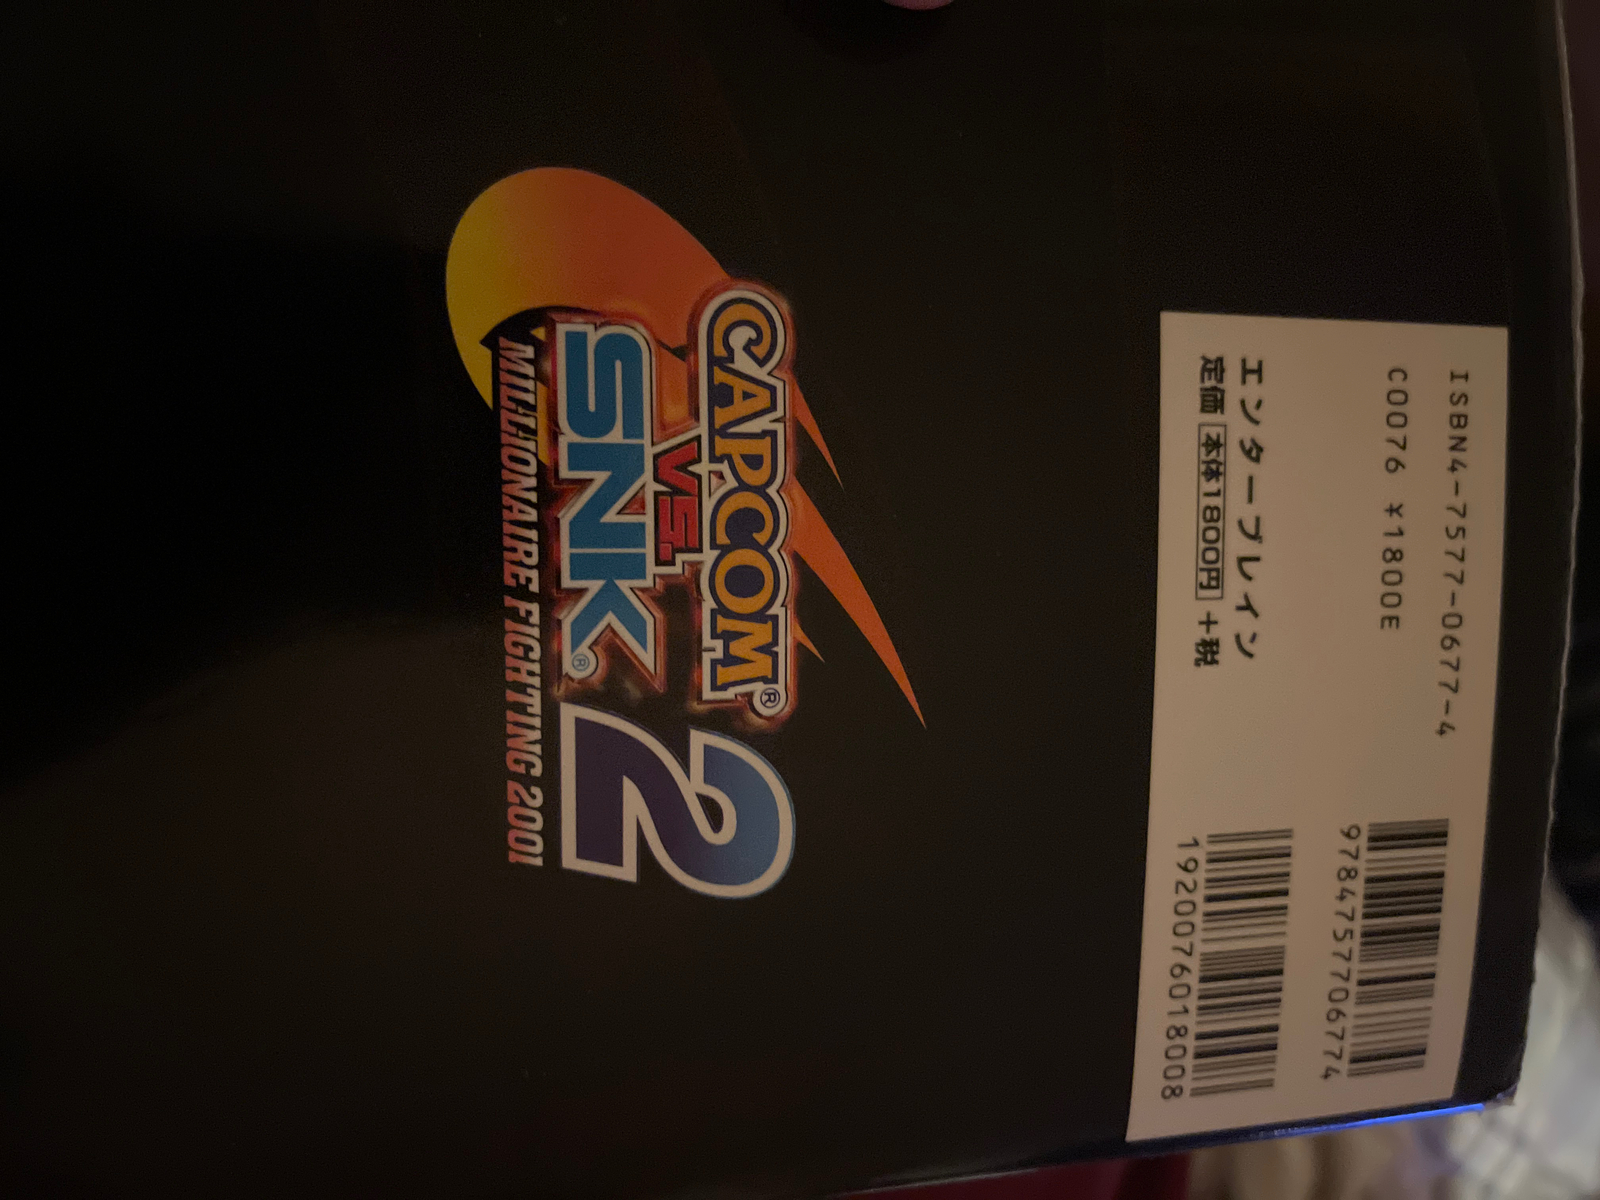 CAPCOM®
VS.
SNK® 2
MILLIONAIRE FIGHTING 2001
ISBN4-7577-0677-4
C0076 ¥1800E
エンターブレイン
定価 本体1800円 +税
9784757706774
1920076018008